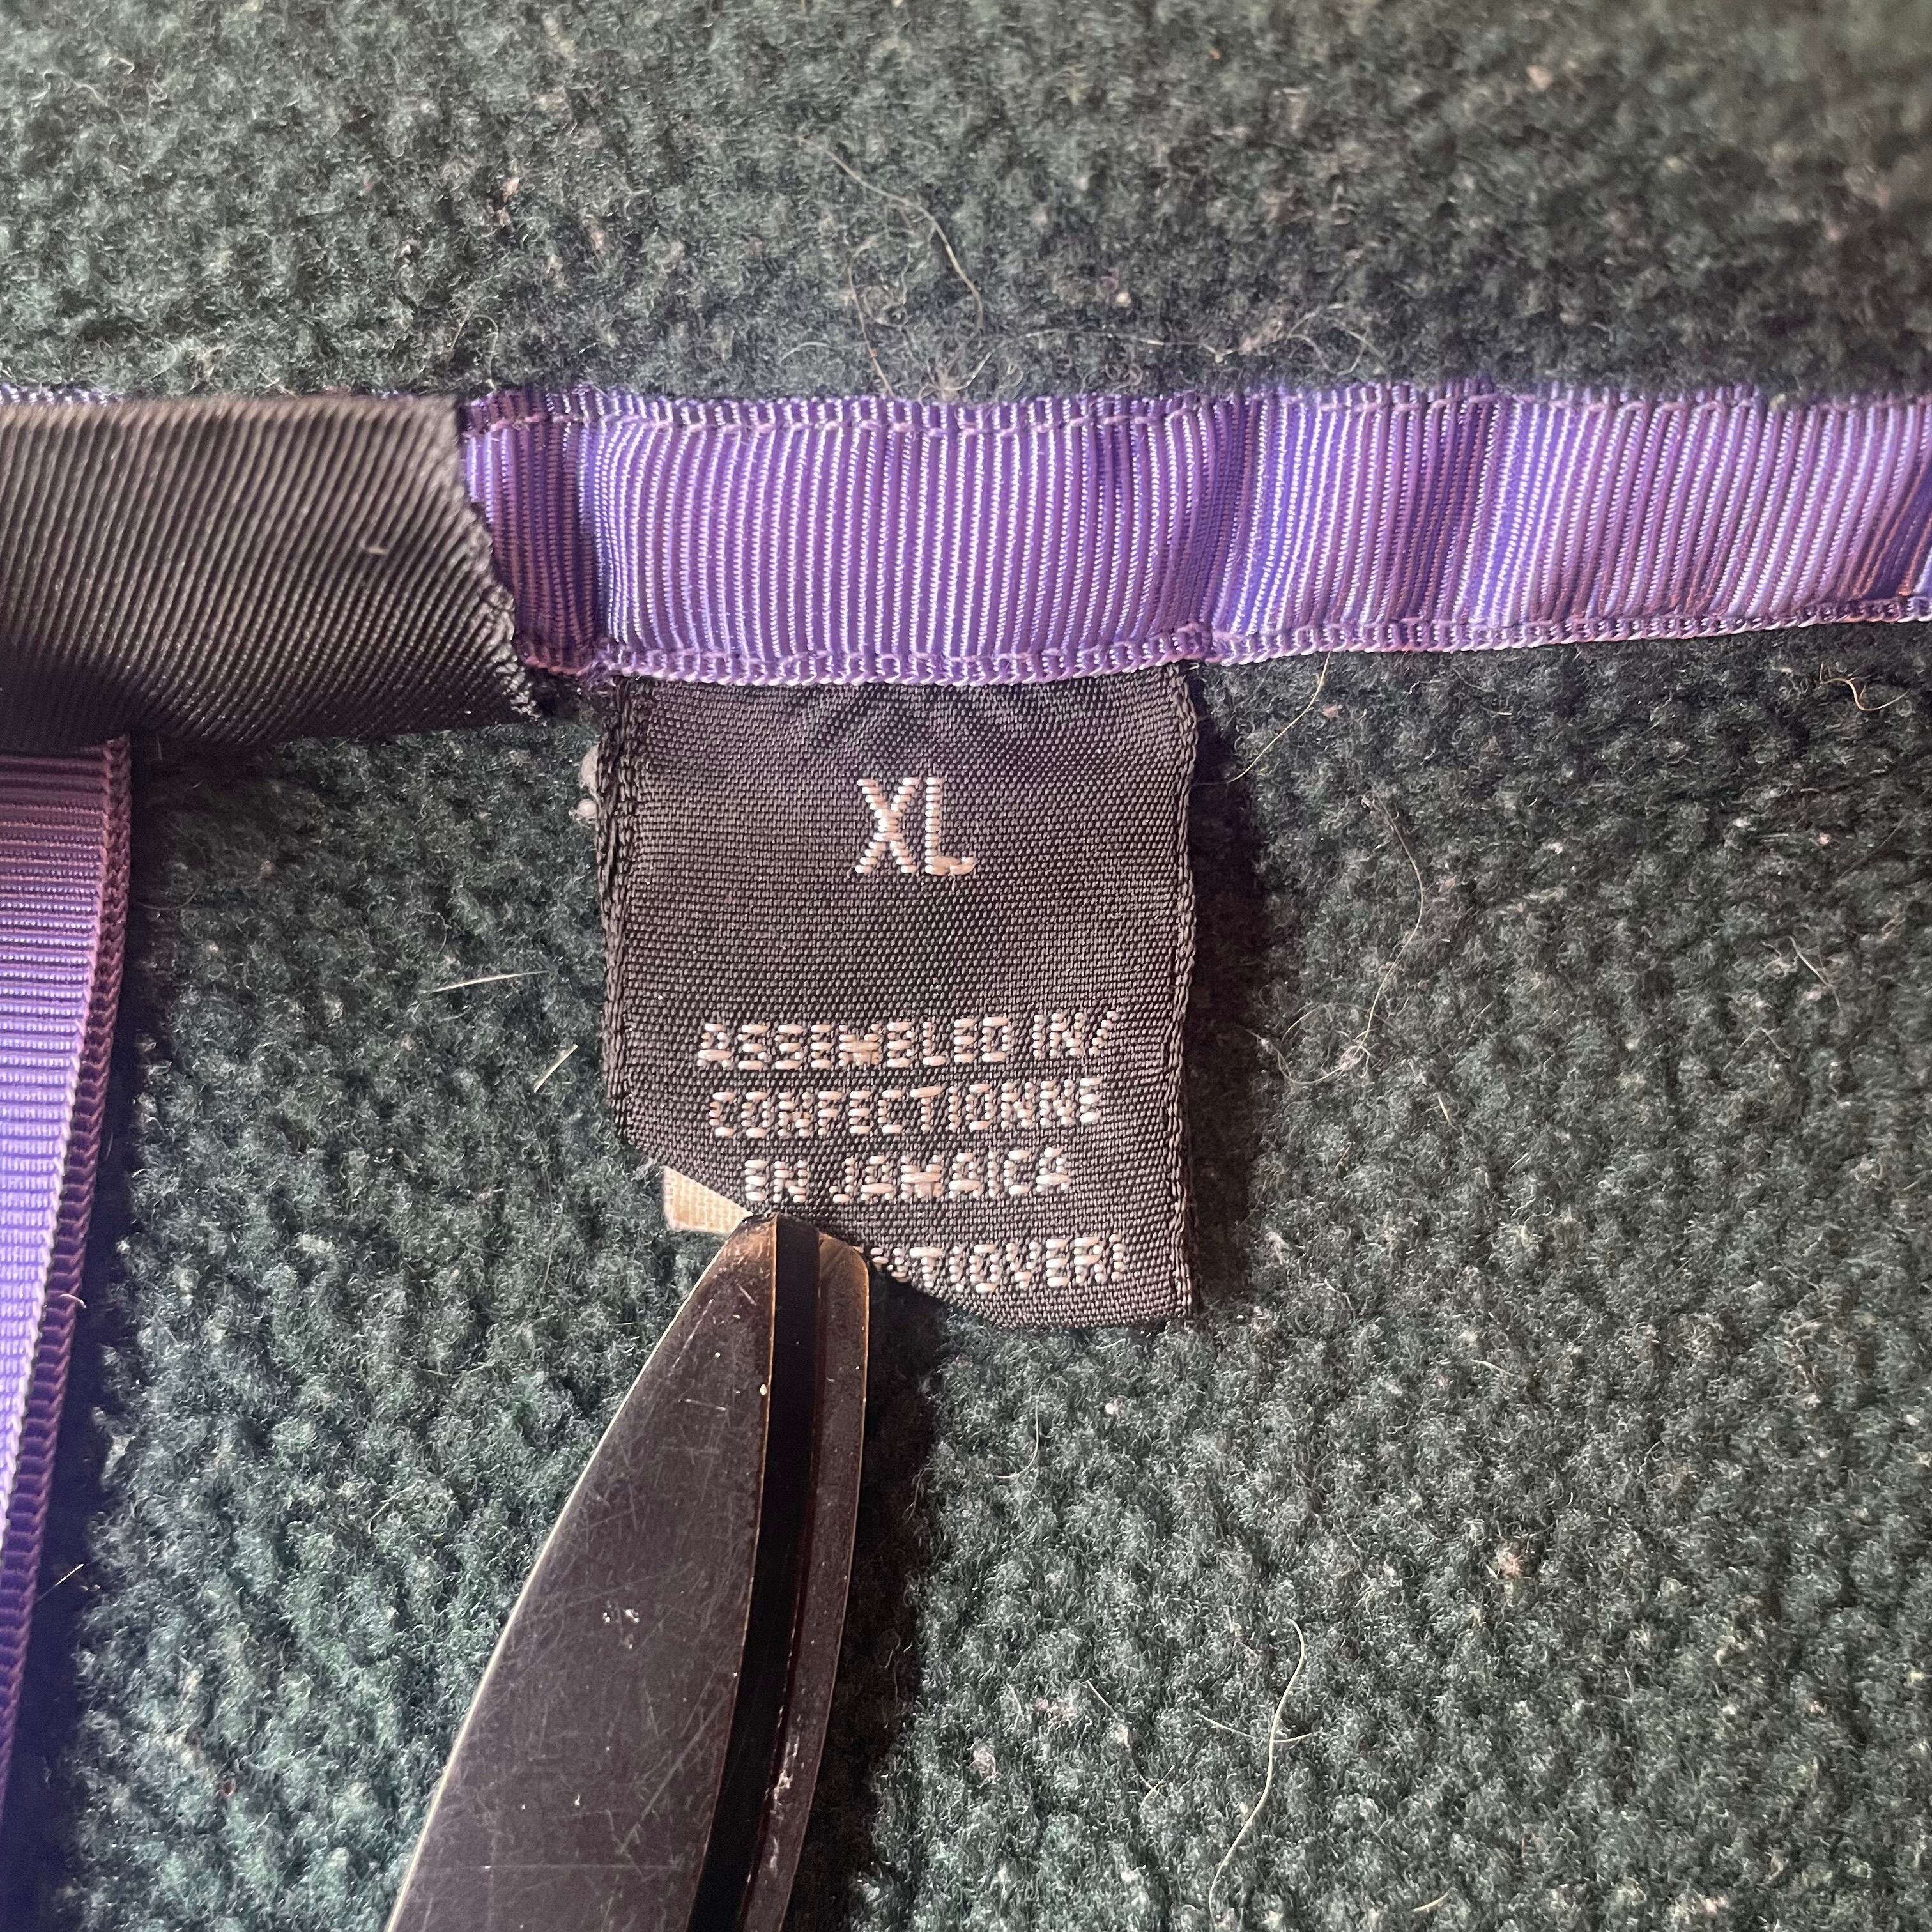 XL
ASSEMBLED IN/
CONFECTIONNE
EN JAMAICA